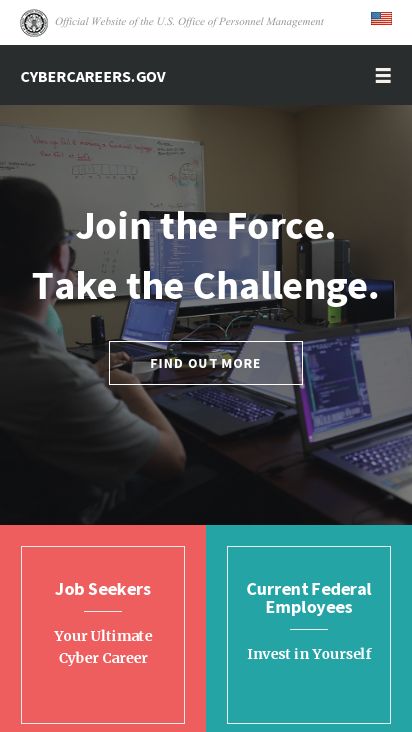 Official Website of the U.S. Office of Personnel Management
CYBERCAREERS.GOV
Join the Force.
Take the Challenge.
FIND OUT MORE
Job Seekers
Your Ultimate
Cyber Career
Current Federal
Employees
Invest in Yourself